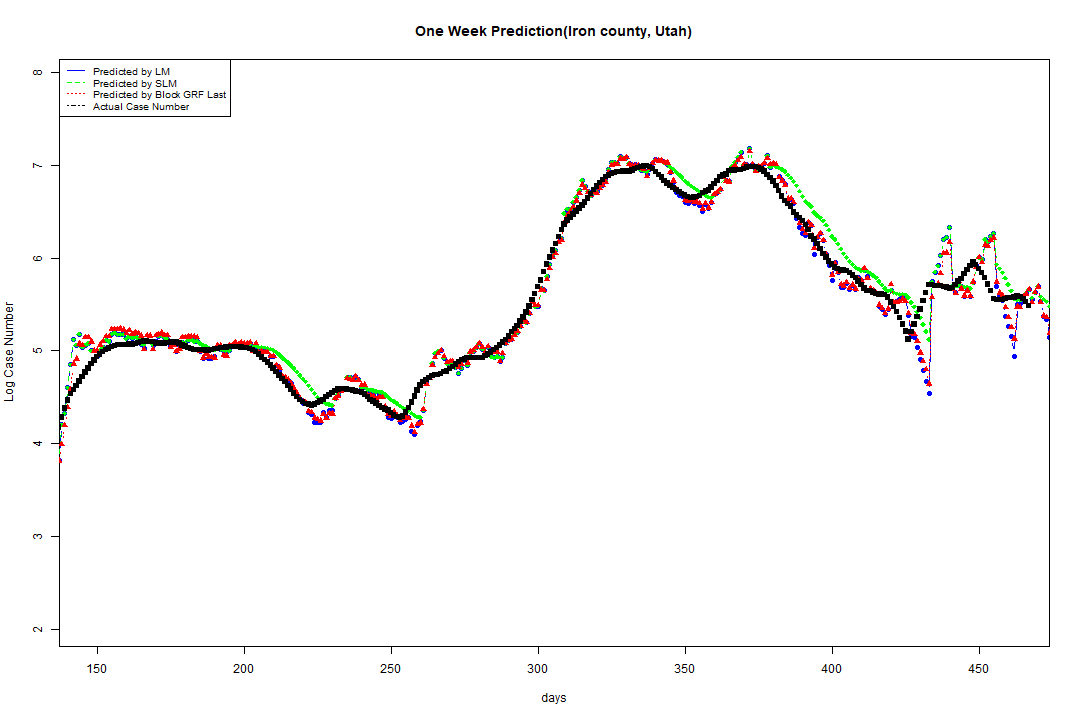 One Week Prediction(Iron county, Utah)
Predicted by LM
Predicted by SLM
Predicted by Block GRF Last
Actual Case Number
8
7
6
5
4
3
2
Log Case Number
150 200 250 300 350 400 450
days